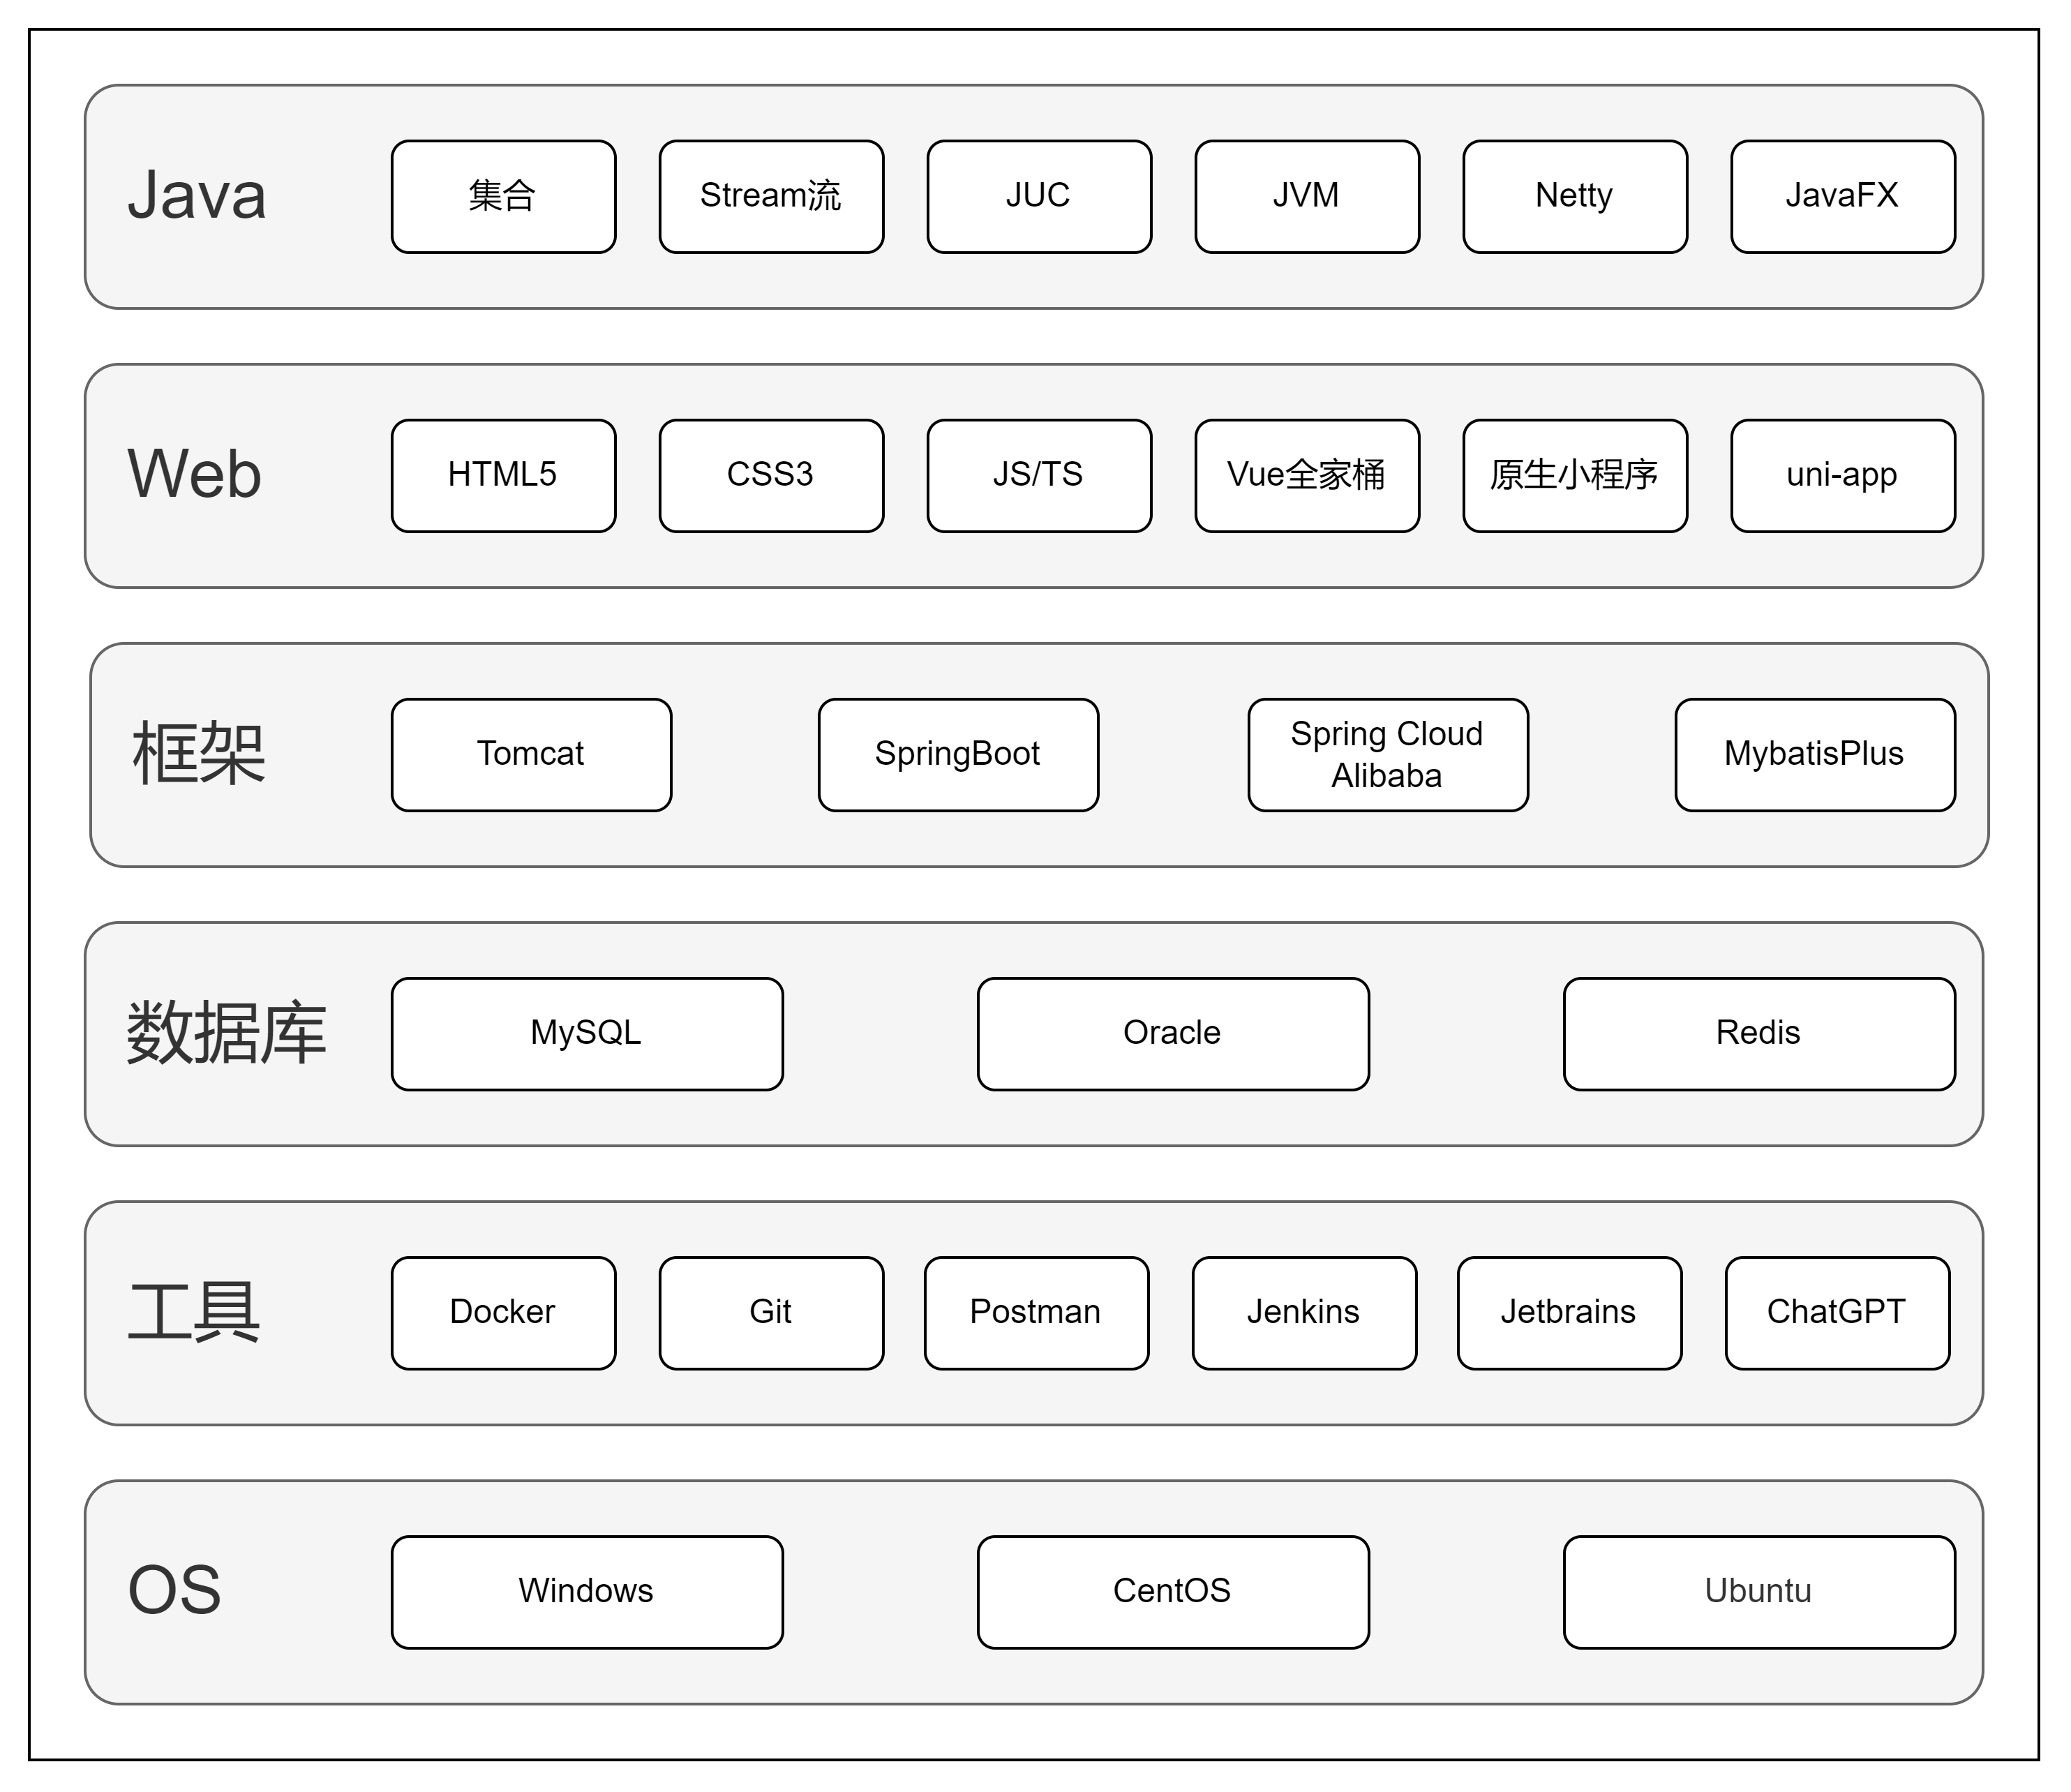 Java
集合
Stream流
JUC
JVM
Netty
JavaFX
Web
HTML5
CSS3
JS/TS
Vue全家桶
原生小程序
uni-app
框架
Tomcat
SpringBoot
Spring Cloud
Alibaba
MybatisPlus
数据库
MySQL
Oracle
Redis
工具
Docker
Git
Postman
Jenkins
Jetbrains
ChatGPT
OS
Windows
CentOS
Ubuntu